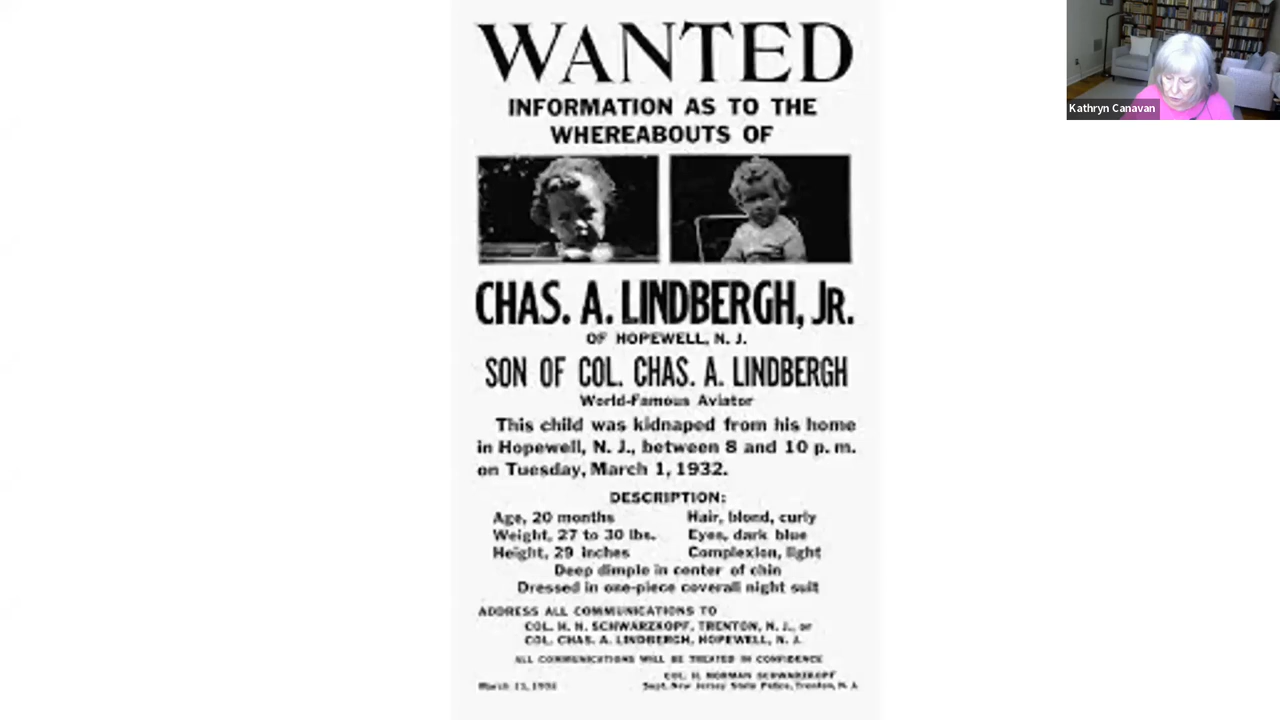 WANTED
INFORMATION AS TO THE
WHEREABOUTS OF
CHAS. A. LINDBERGH, JR.
OF HOPEWELL, N. J.
SON OF COL. CHAS. A. LINDBERGH
World-Famous Aviator
This child was kidnaped from his home
in Hopewell, N. J., between 8 and 10 p. m.
on Tuesday, March 1, 1932.
DESCRIPTION:
Age, 20 months
Hair, blond, curly
Weight, 27 to 30 lbs.
Eyes, dark blue
Height, 29 inches
Complexion, light
Deep dimple in center of chin
Dressed in one-piece coverall night suit
ADDRESS ALL COMMUNICATIONS TO
COL. H. N. SCHWARZKOPF, TRENTON, N. J., or
COL. CHAS. A. LINDBERGH, HOPEWELL, N. J.
ALL COMMUNICATIONS WILL BE TREATED IN CONFIDENCE
COL. H. NORMAN SCHWARZKOPF
March 11, 1932
Supt. New Jersey State Police, Trenton, N. J.
Kathryn Canavan